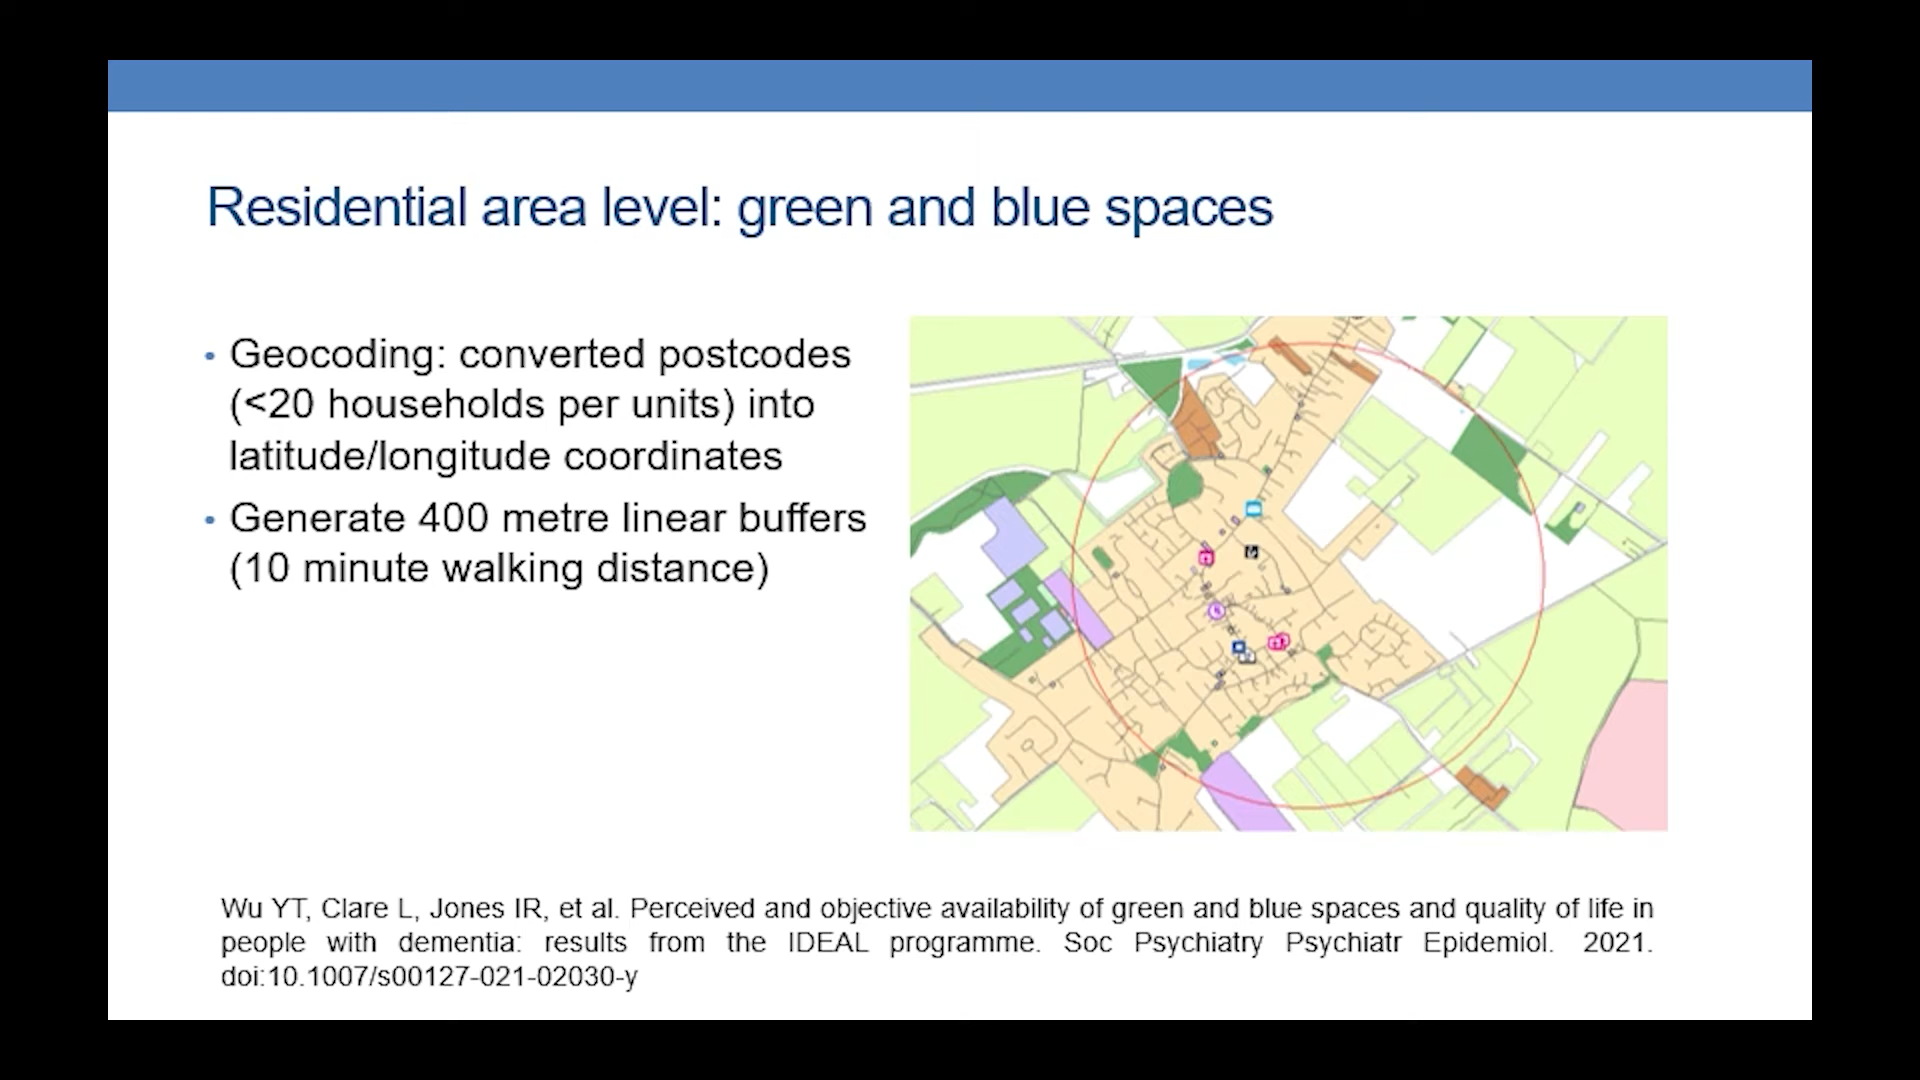 Residential area level: green and blue spaces
• Geocoding: converted postcodes
(<20 households per units) into
latitude/longitude coordinates
• Generate 400 metre linear buffers
(10 minute walking distance)
Wu YT, Clare L, Jones IR, et al. Perceived and objective availability of green and blue spaces and quality of life in
people with dementia: results from the IDEAL programme. Soc Psychiatry Psychiatr Epidemiol. 2021.
doi:10.1007/s00127-021-02030-y